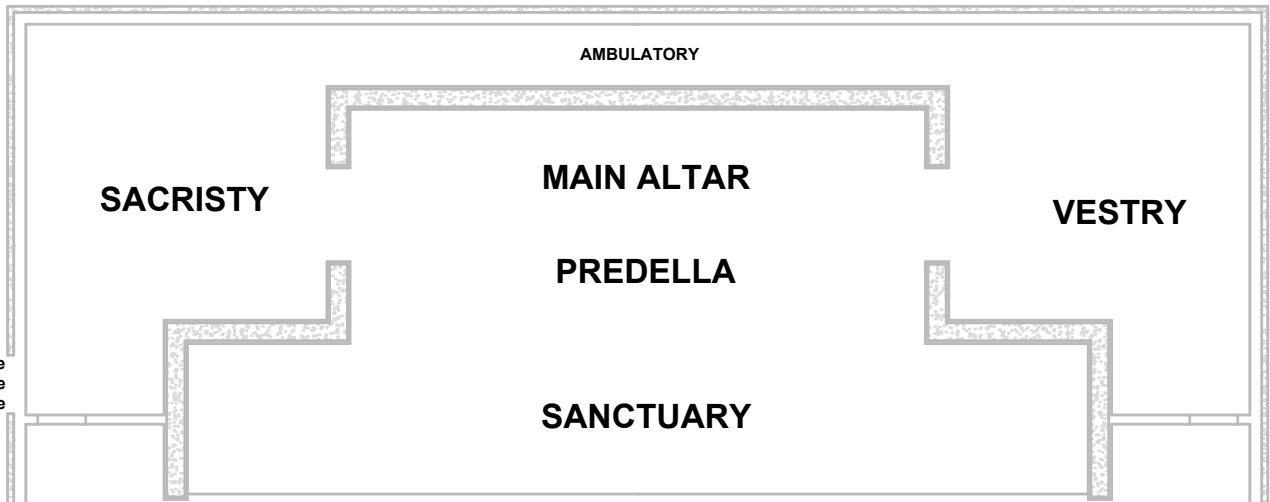 AMBULATORY
MAIN ALTAR
SACRISTY
VESTRY
PREDELLA
SANCTUARY